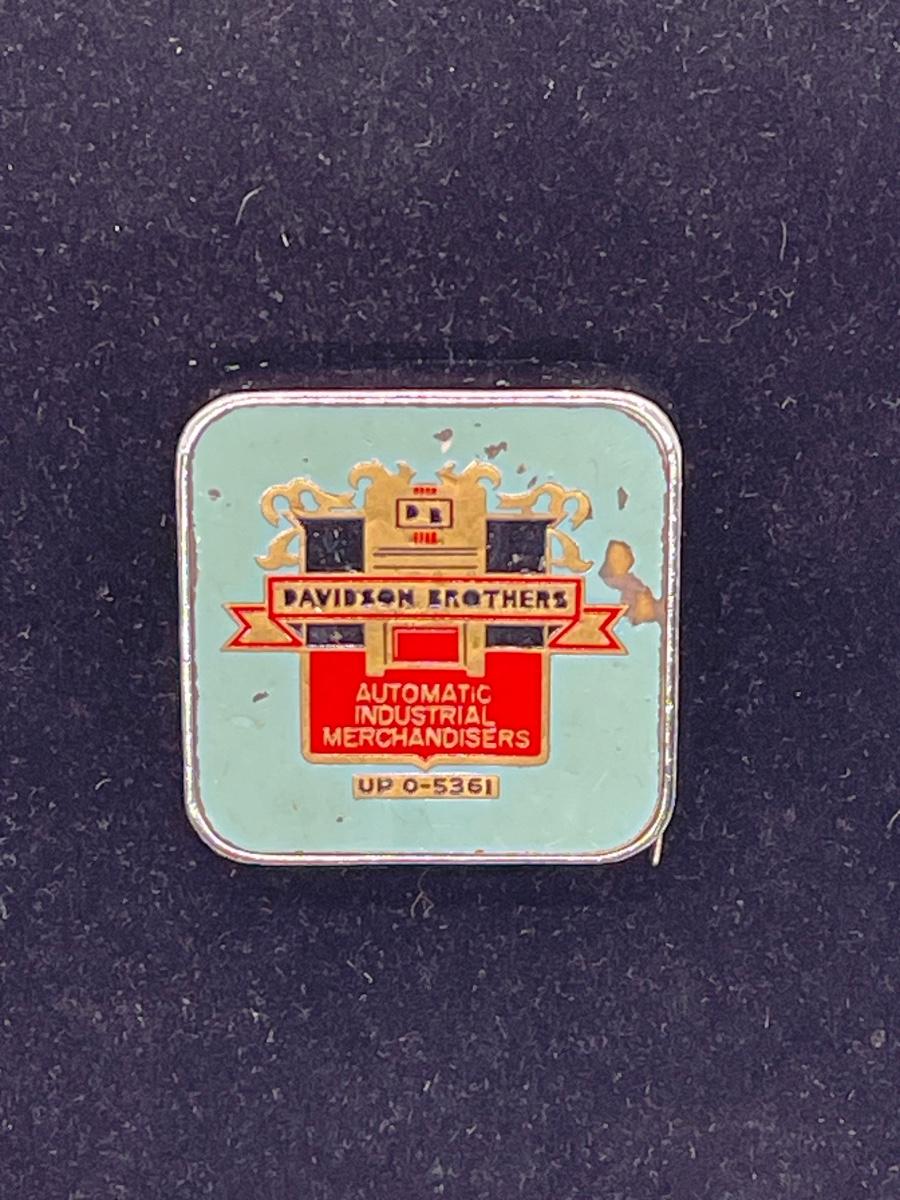 DB
DAVIDSON BROTHERS
AUTOMATIC
INDUSTRIAL
MERCHANDISERS
UP 0-5361